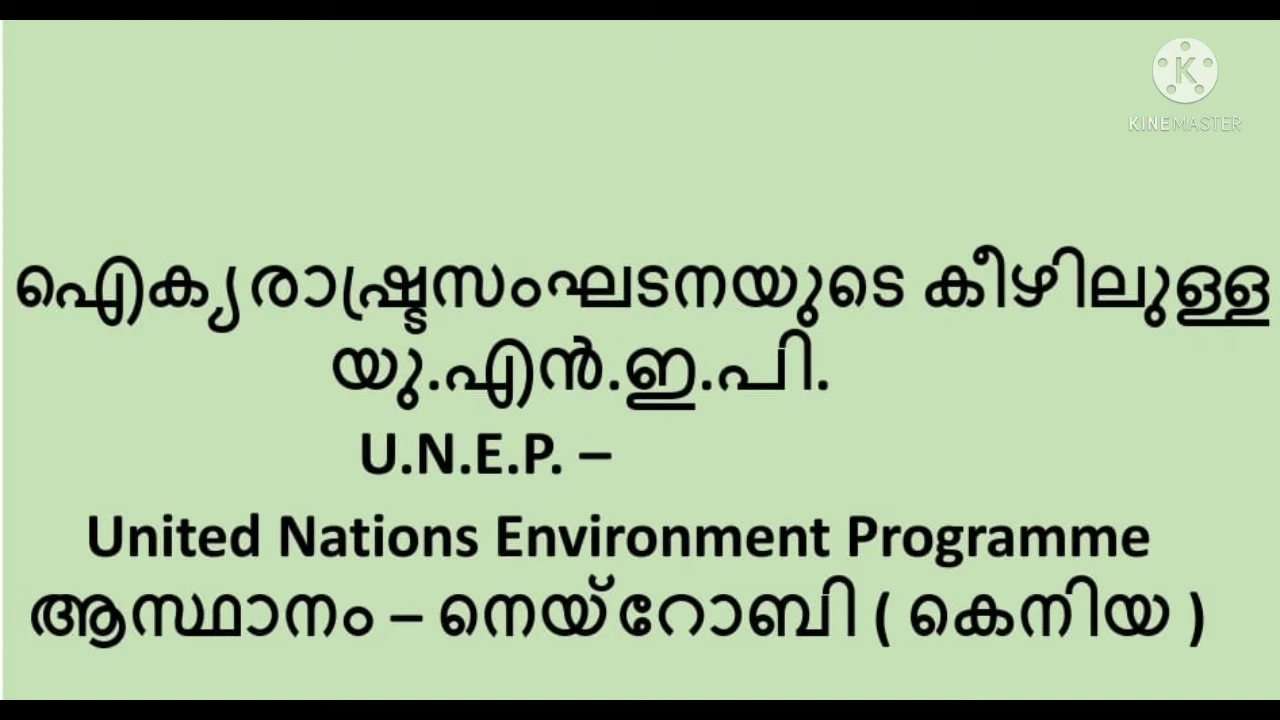 K
KINEMASTER
ഐക്യരാഷ്ട്രസംഘടനയുടെ കീഴിലുള്ള
യു.എൻ.ഇ.പി.
U.N.E.P. –
United Nations Environment Programme
ആസ്ഥാനം – നെയ്റോബി ( കെനിയ )